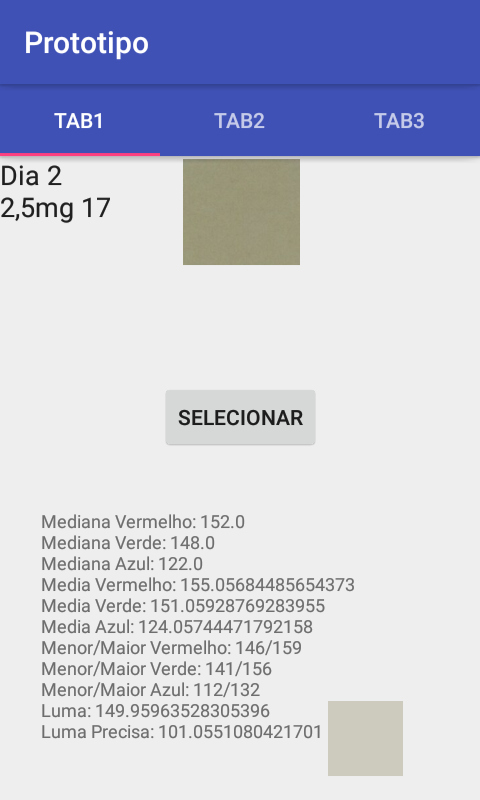 Prototipo
TAB1 TAB2 TAB3
Dia 2
2,5mg 17
SELECIONAR
Mediana Vermelho: 152.0
Mediana Verde: 148.0
Mediana Azul: 122.0
Media Vermelho: 155.05684485654373
Media Verde: 151.05928769283955
Media Azul: 124.05744471792158
Menor/Maior Vermelho: 146/159
Menor/Maior Verde: 141/156
Menor/Maior Azul: 112/132
Luma: 149.95963528305396
Luma Precisa: 101.0551080421701